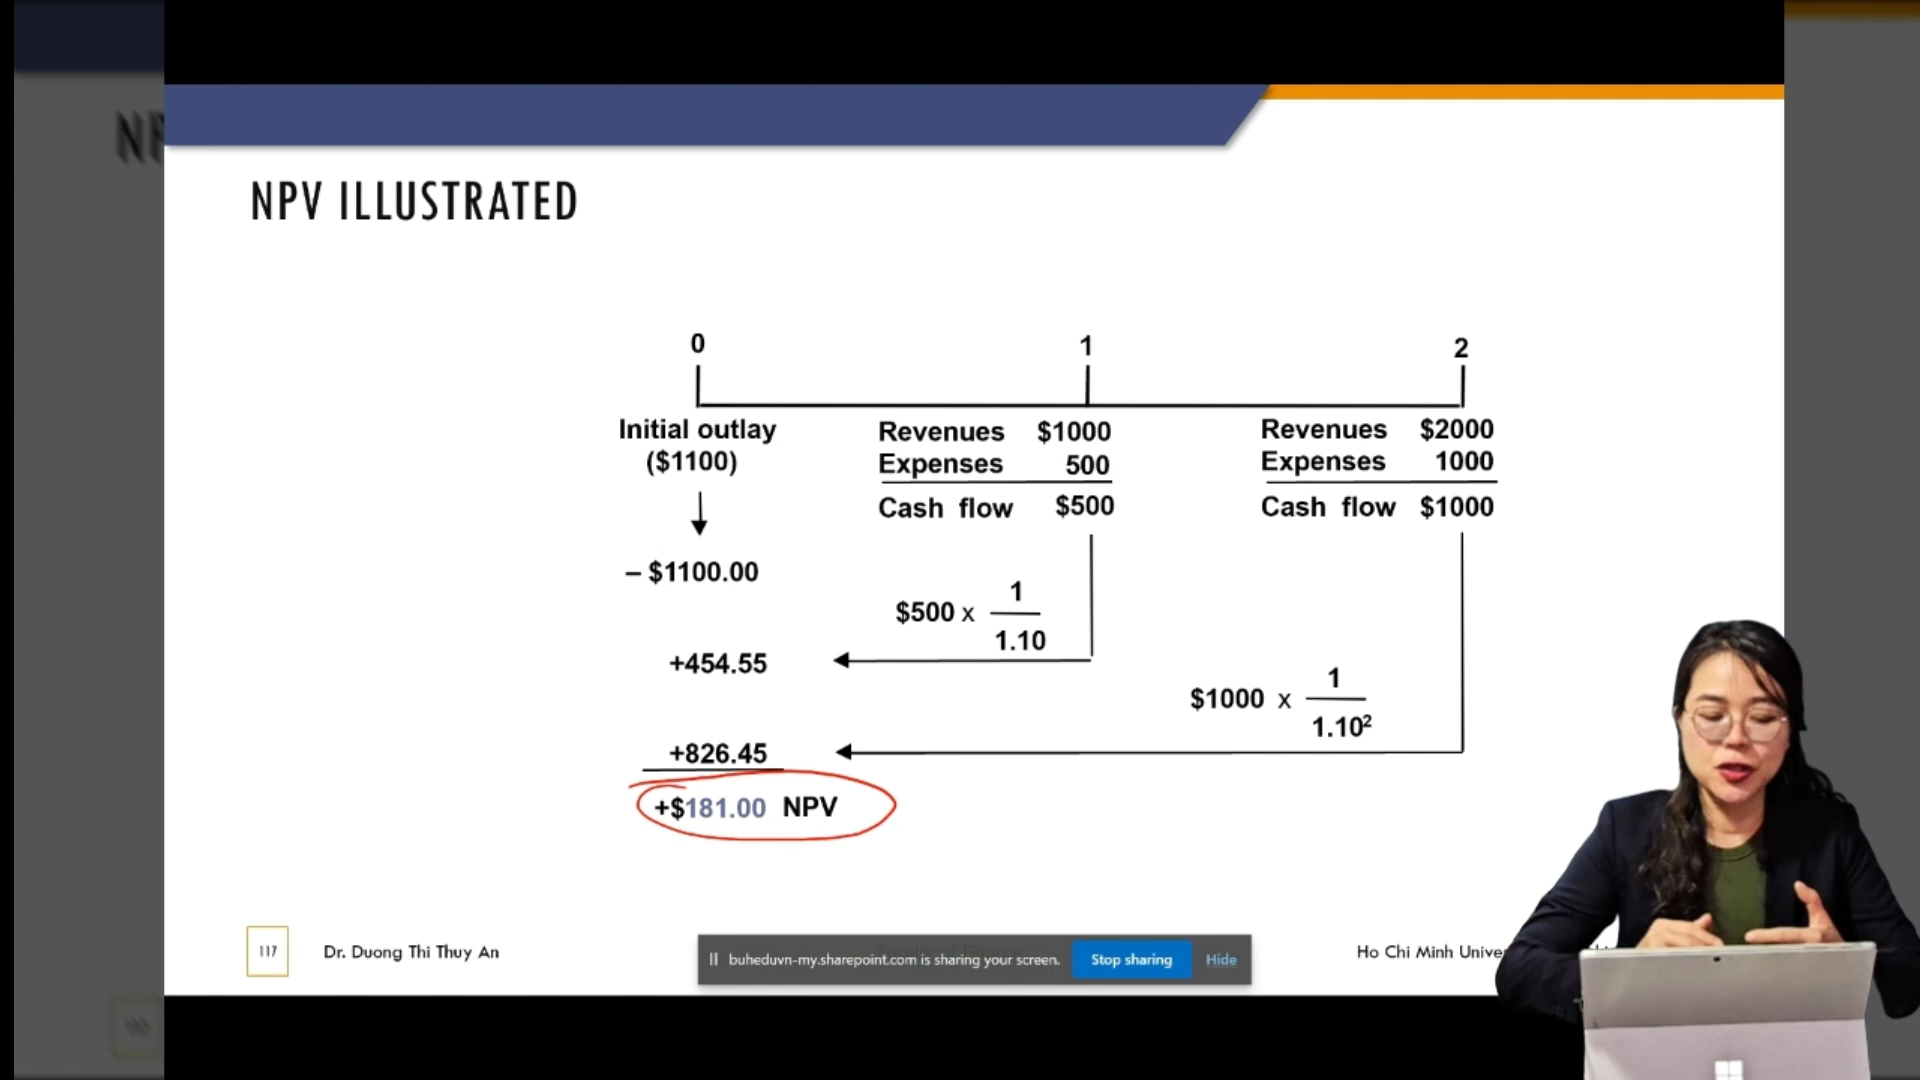 NPV ILLUSTRATED
0 1 2
Initial outlay
($1100)
– $1100.00
+454.55
+826.45
+$181.00 NPV
Revenues $1000
Expenses 500
Cash flow $500
$500 x 1
1.10
Revenues $2000
Expenses 1000
Cash flow $1000
$1000 x 1
1.10²
117
Dr. Duong Thi Thuy An
buheduvn-my.sharepoint.com is sharing your screen. Stop sharing Hide
Ho Chi Minh